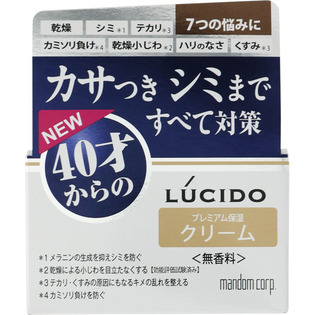 乾燥 シミ*1 テカリ*3 7つの悩みに
カミソリ負け*4 乾燥小じわ*2 ハリのなさ くすみ*3
カサつきシミまで
すべて対策
NEW
40才
からの
LÚCIDO
プレミアム保湿
クリーム
<無香料>
*1 メラニンの生成を抑えシミを防ぐ
*2 乾燥による小じわを目立たなくする【効能評価試験済み】
*3 テカリ・くすみの原因にもなるキメの乱れを整える
*4 カミソリ負けを防ぐ
mandom corp.